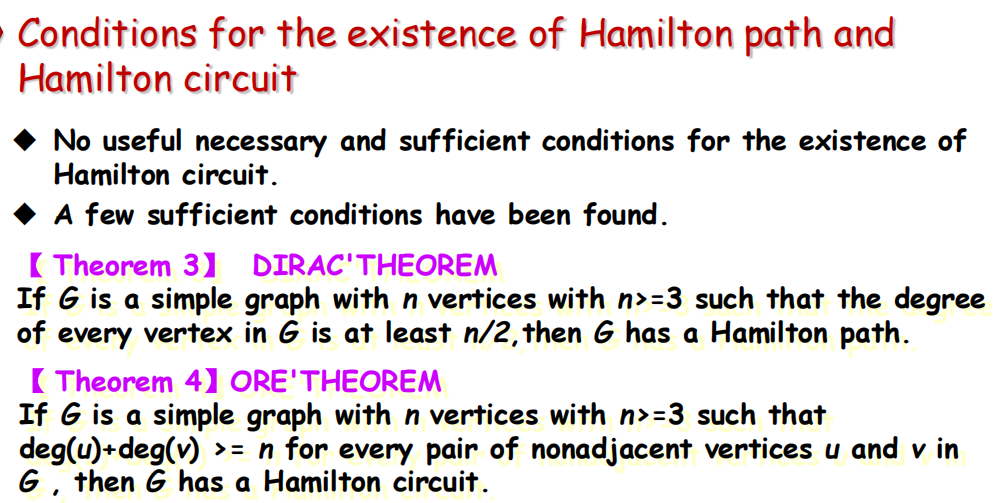 Conditions for the existence of Hamilton path and
Hamilton circuit
◆ No useful necessary and sufficient conditions for the existence of
Hamilton circuit.
◆ A few sufficient conditions have been found.
【 Theorem 3】 DIRAC'THEOREM
If G is a simple graph with n vertices with n>=3 such that the degree
of every vertex in G is at least n/2,then G has a Hamilton path.
【 Theorem 4】ORE'THEOREM
If G is a simple graph with n vertices with n>=3 such that
deg(u)+deg(v) >= n for every pair of nonadjacent vertices u and v in
G , then G has a Hamilton circuit.